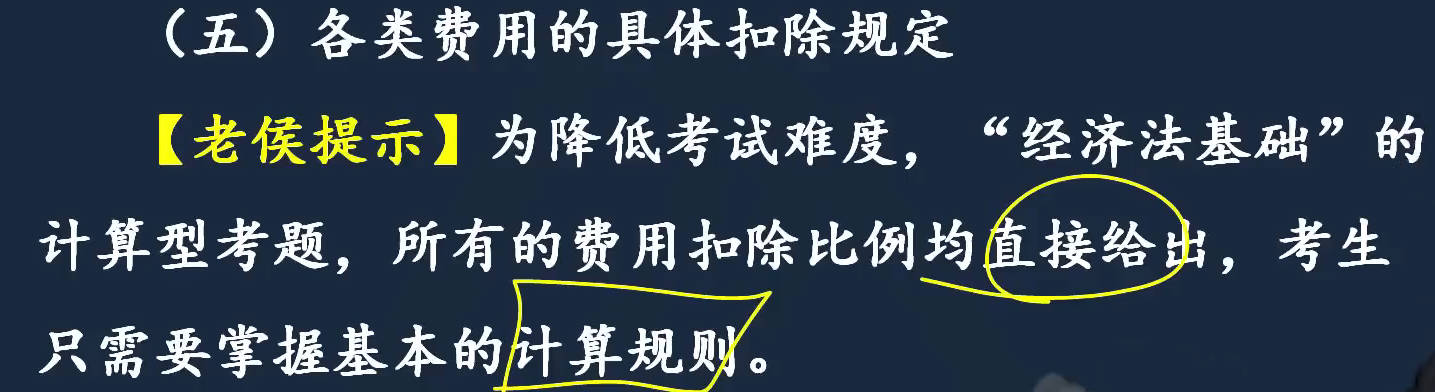 （五）各类费用的具体扣除规定
【老侯提示】为降低考试难度，“经济法基础”的
计算型考题，所有的费用扣除比例均直接给出，考生
只需要掌握基本的计算规则。